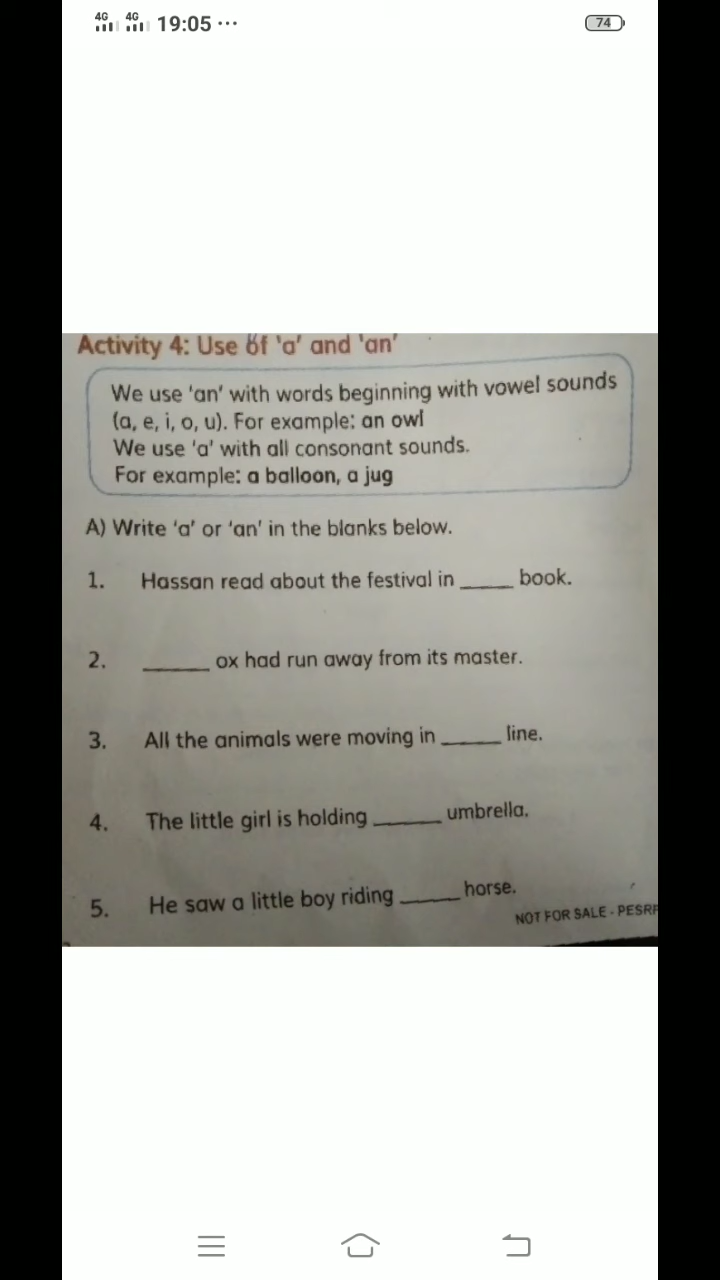 4G 4G 19:05 ... 74
Activity 4: Use of 'a' and 'an'
We use 'an' with words beginning with vowel sounds
(a, e, i, o, u). For example: an owl
We use 'a' with all consonant sounds.
For example: a balloon, a jug
A) Write 'a' or 'an' in the blanks below.
1. Hassan read about the festival in _____ book.
2. ______ ox had run away from its master.
3. All the animals were moving in _____ line.
4. The little girl is holding ______ umbrella.
5. He saw a little boy riding _____ horse.
NOT FOR SALE - PESRP